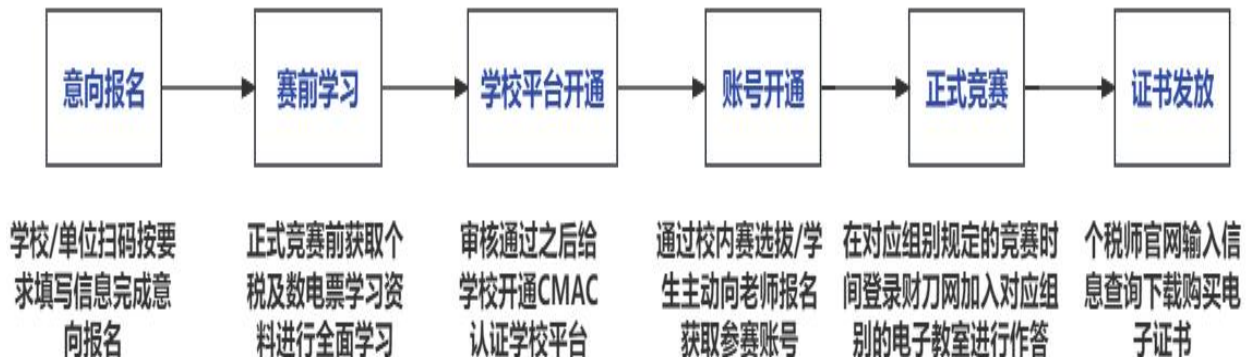 意向报名
赛前学习
学校平台开通
账号开通
正式竞赛
证书发放
学校/单位扫码按要
求填写信息完成意
向报名
正式竞赛前获取个
税及数电票学习资
料进行全面学习
审核通过之后给
学校开通CMAC
认证学校平台
通过校内赛选拔/学
生主动向老师报名
获取参赛账号
在对应组别规定的竞赛时
间登录财刀网加入对应组
别的电子教室进行作答
个税师官网输入信
息查询下载购买电
子证书